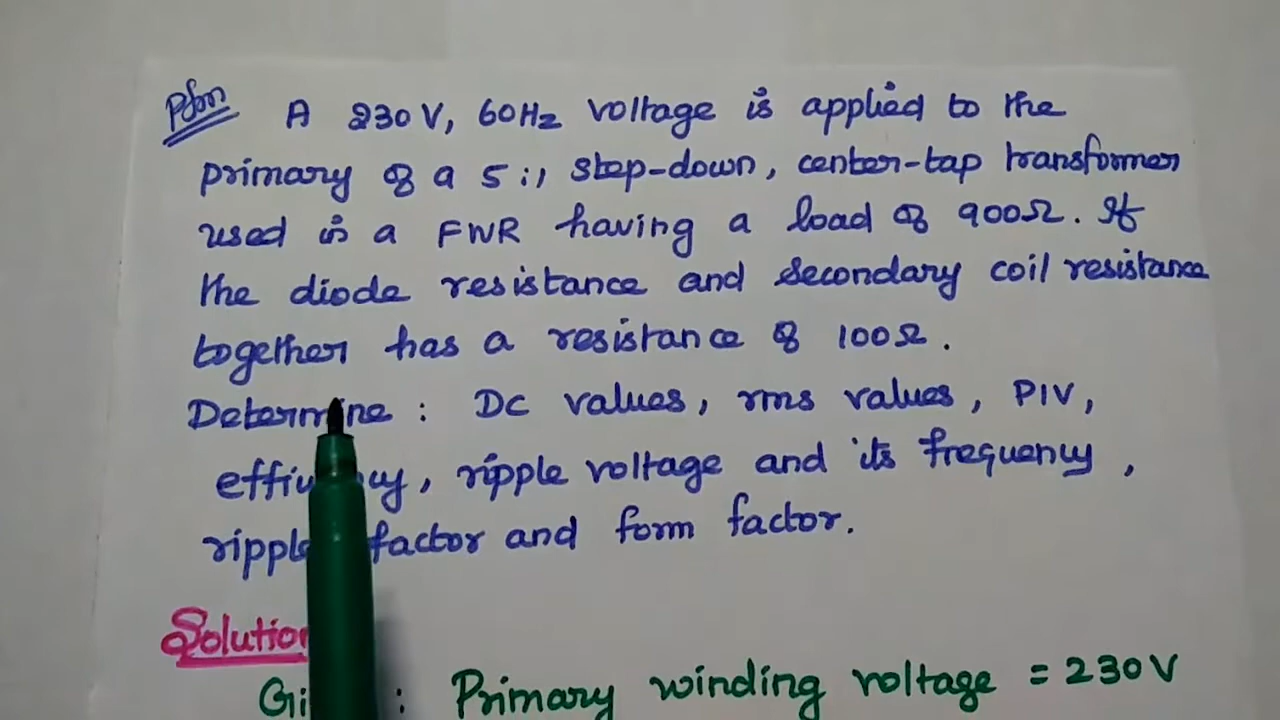 Pblm A 230V, 60Hz voltage is applied to the
primary of a 5:1, step-down, center-tap transformer
used in a FWR having a load of 900Ω. If
the diode resistance and secondary coil resistance
together has a resistance of 100Ω.
Determine : DC values, rms values, PIV,
ripple voltage and its frequency,
ripple factor and form factor.
Solution
: Primary winding voltage = 230V